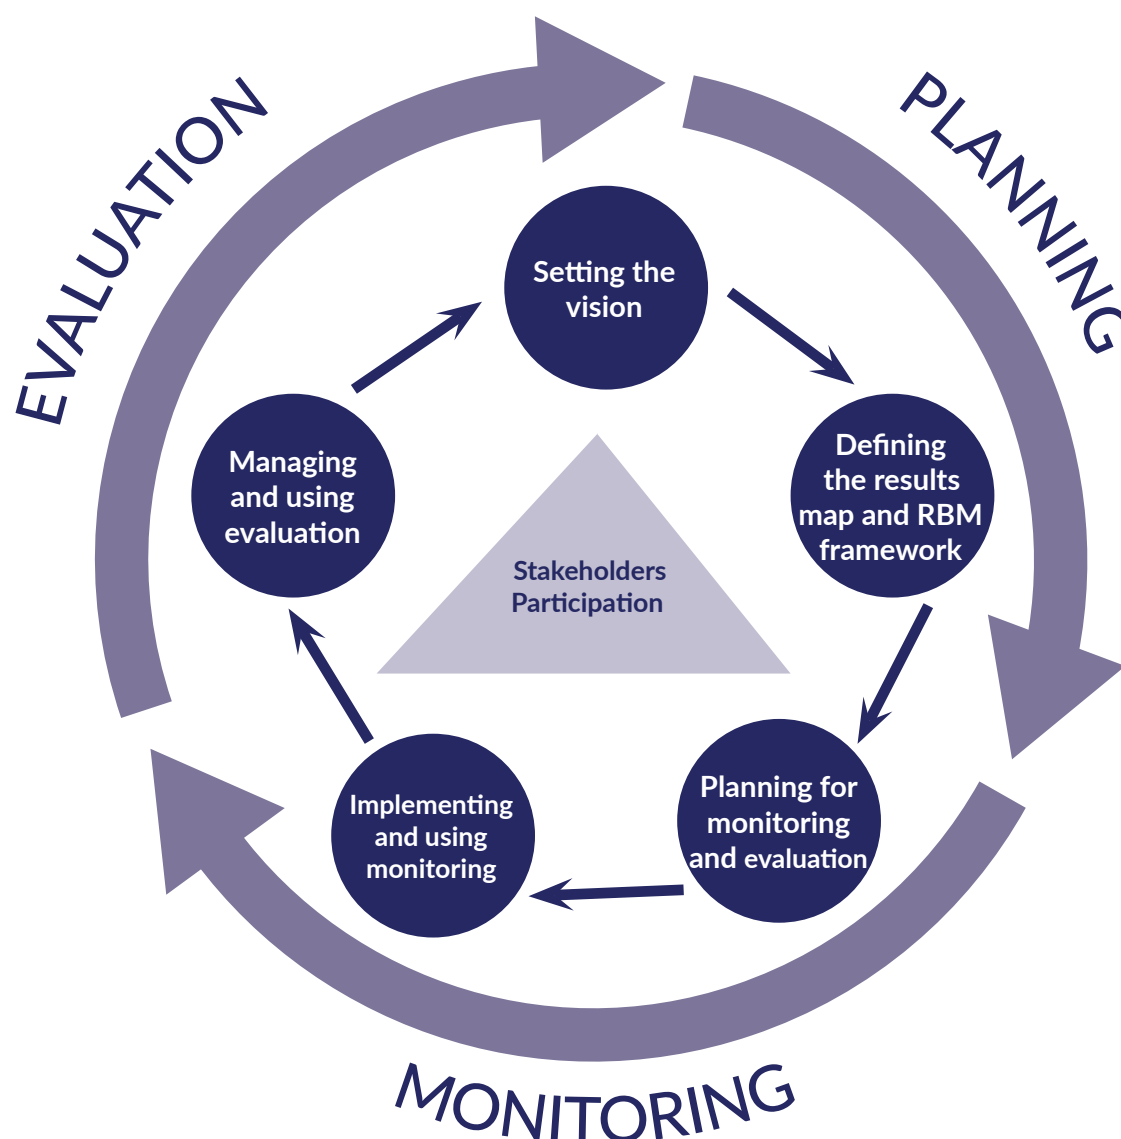 EVALUATION
PLANNING
Setting the
vision
Defining
the results
map and RBM
framework
Managing
and using
evaluation
Stakeholders
Participation
Planning for
monitoring
and evaluation
Implementing
and using
monitoring
MONITORING